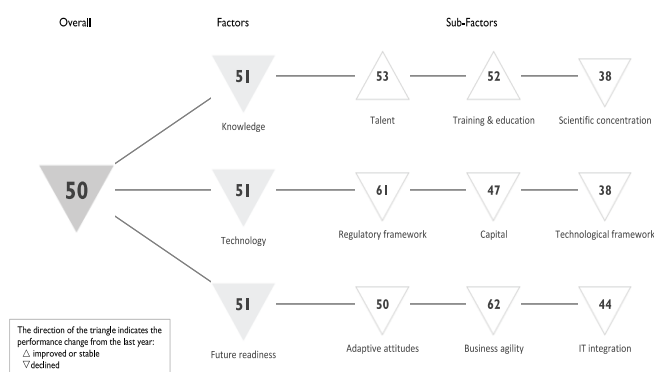 Overall
Factors
Sub-Factors
51
53
52
38
Knowledge
Talent
Training & education
Scientific concentration
50
51
61
47
38
Technology
Regulatory framework
Capital
Technological framework
51
50
62
44
Future readiness
Adaptive attitudes
Business agility
IT integration
The direction of the triangle indicates the
performance change from the last year:
△ improved or stable
▽ declined